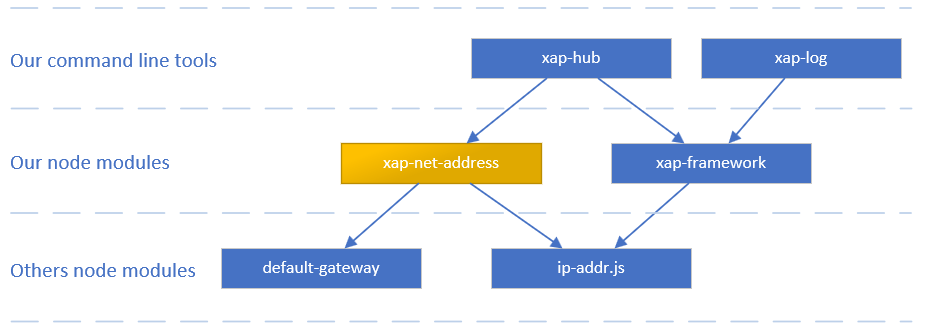 Our command line tools
xap-hub
xap-log
Our node modules
xap-net-address
xap-framework
Others node modules
default-gateway
ip-addr.js